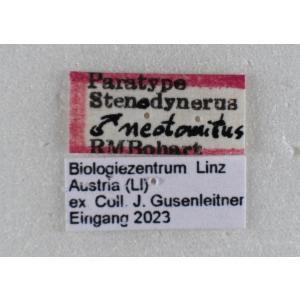 Paratype
Stenodynerus
♂ neotomitus
RMBohart
Biologiezentrum Linz
Austria (LI)
ex Coll. J. Gusenleitner
Eingang 2023